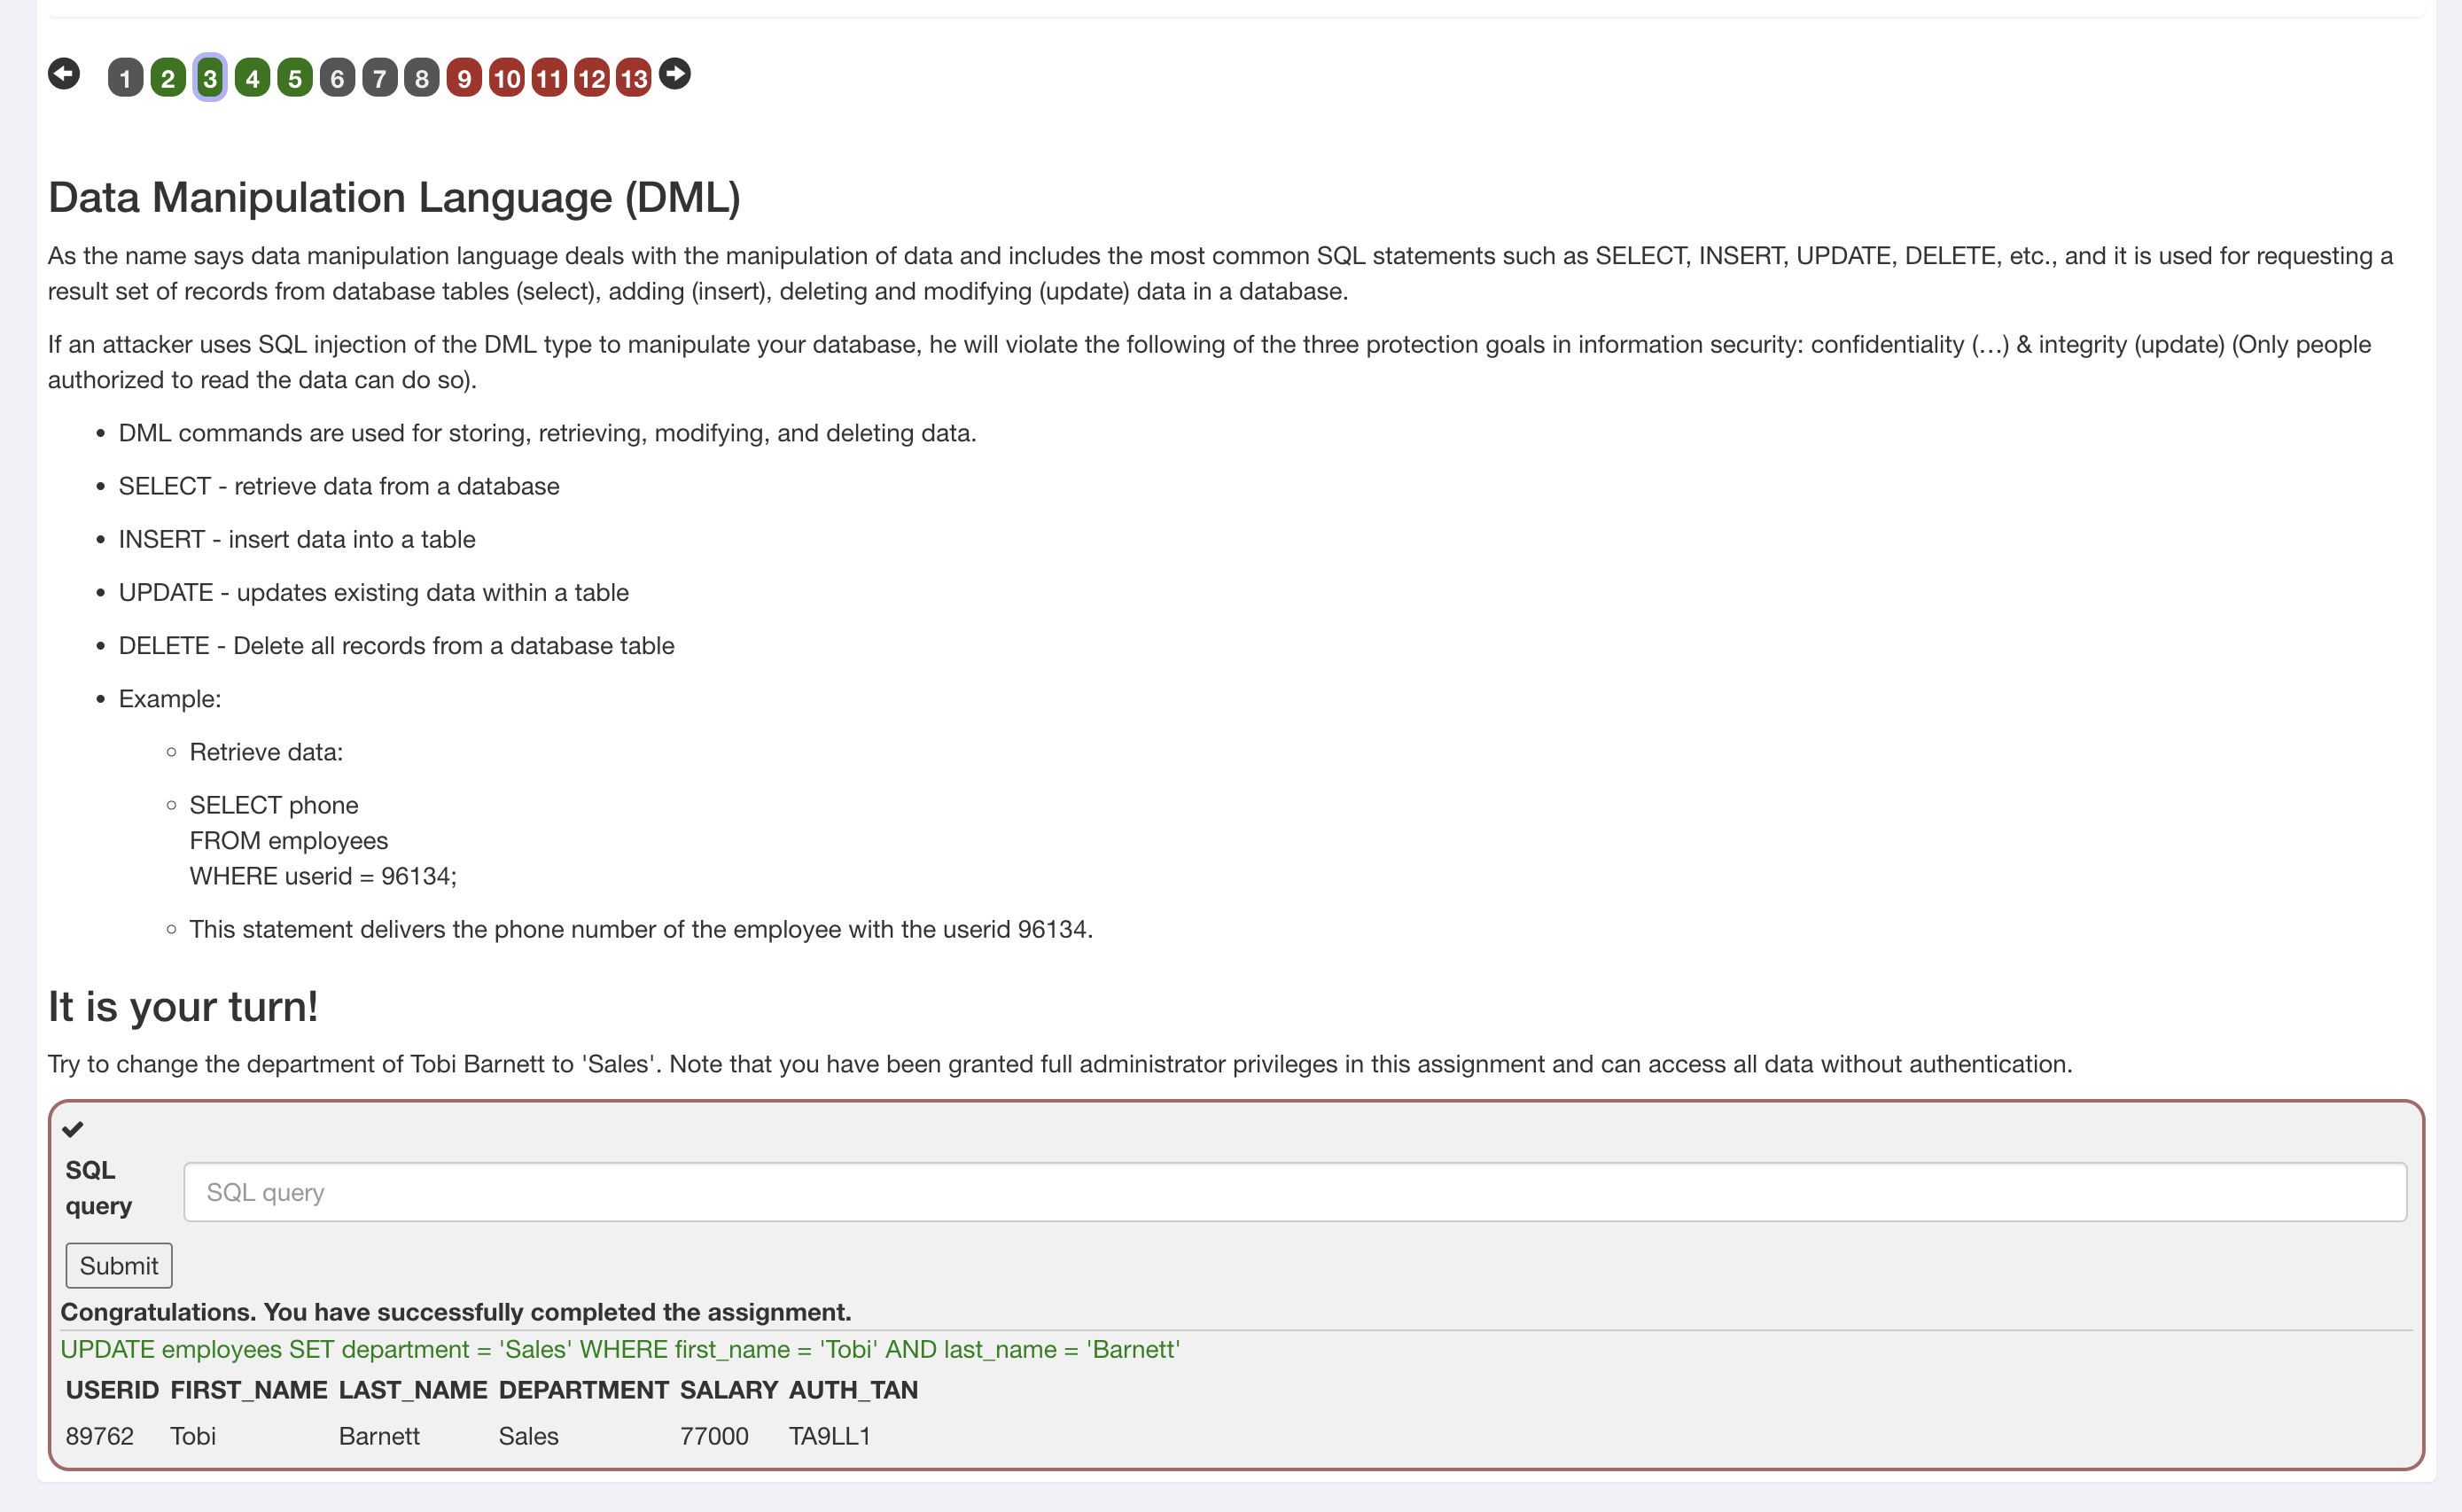 1 2 3 4 5 6 7 8 9 10 11 12 13
Data Manipulation Language (DML)
As the name says data manipulation language deals with the manipulation of data and includes the most common SQL statements such as SELECT, INSERT, UPDATE, DELETE, etc., and it is used for requesting a
result set of records from database tables (select), adding (insert), deleting and modifying (update) data in a database.
If an attacker uses SQL injection of the DML type to manipulate your database, he will violate the following of the three protection goals in information security: confidentiality (…) & integrity (update) (Only people
authorized to read the data can do so).
• DML commands are used for storing, retrieving, modifying, and deleting data.
• SELECT - retrieve data from a database
• INSERT - insert data into a table
• UPDATE - updates existing data within a table
• DELETE - Delete all records from a database table
• Example:
◦ Retrieve data:
◦ SELECT phone
FROM employees
WHERE userid = 96134;
◦ This statement delivers the phone number of the employee with the userid 96134.
It is your turn!
Try to change the department of Tobi Barnett to 'Sales'. Note that you have been granted full administrator privileges in this assignment and can access all data without authentication.
SQL
query
SQL query
Submit
Congratulations. You have successfully completed the assignment.
UPDATE employees SET department = 'Sales' WHERE first_name = 'Tobi' AND last_name = 'Barnett'
USERID FIRST_NAME LAST_NAME DEPARTMENT SALARY AUTH_TAN
89762 Tobi Barnett Sales 77000 TA9LL1